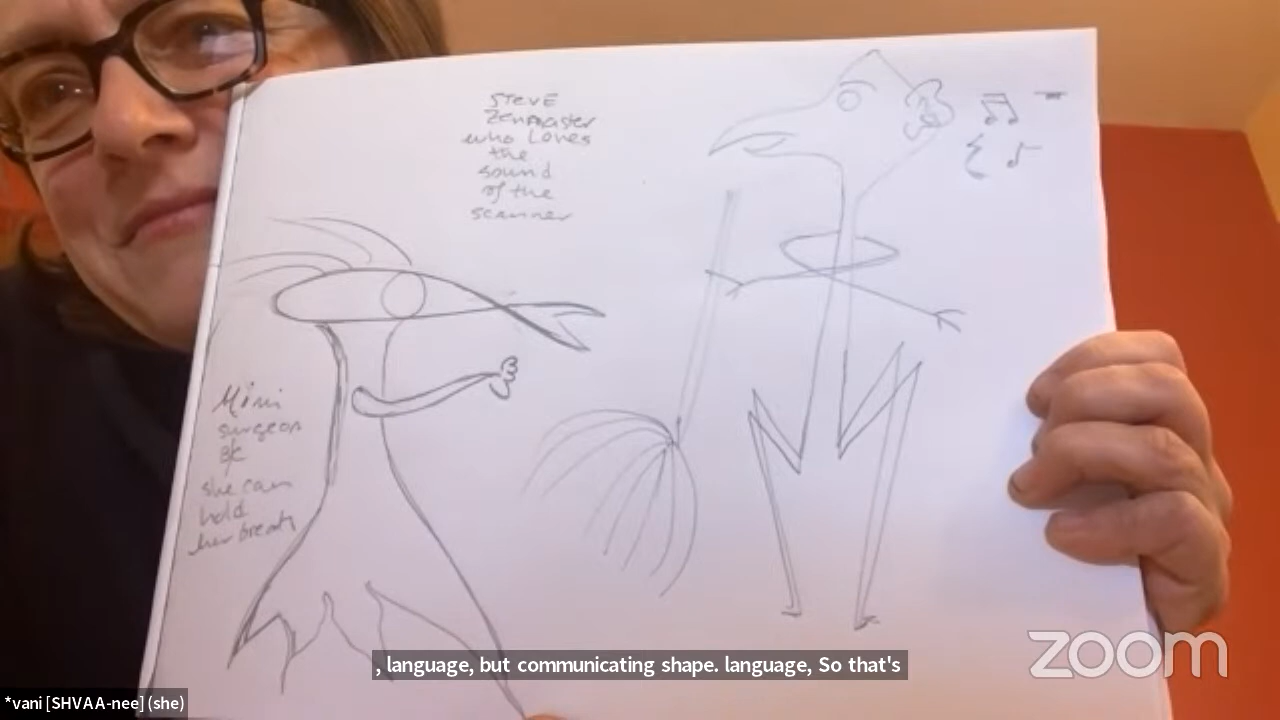 STEVE
Zenmaster
who Loves
the
sound
of the
scanner
Mimi
surgeon
B/C
she can
hold
her breath
, language, but communicating shape. language, So that's
zoom
*vani [SHVAA-nee] (she)